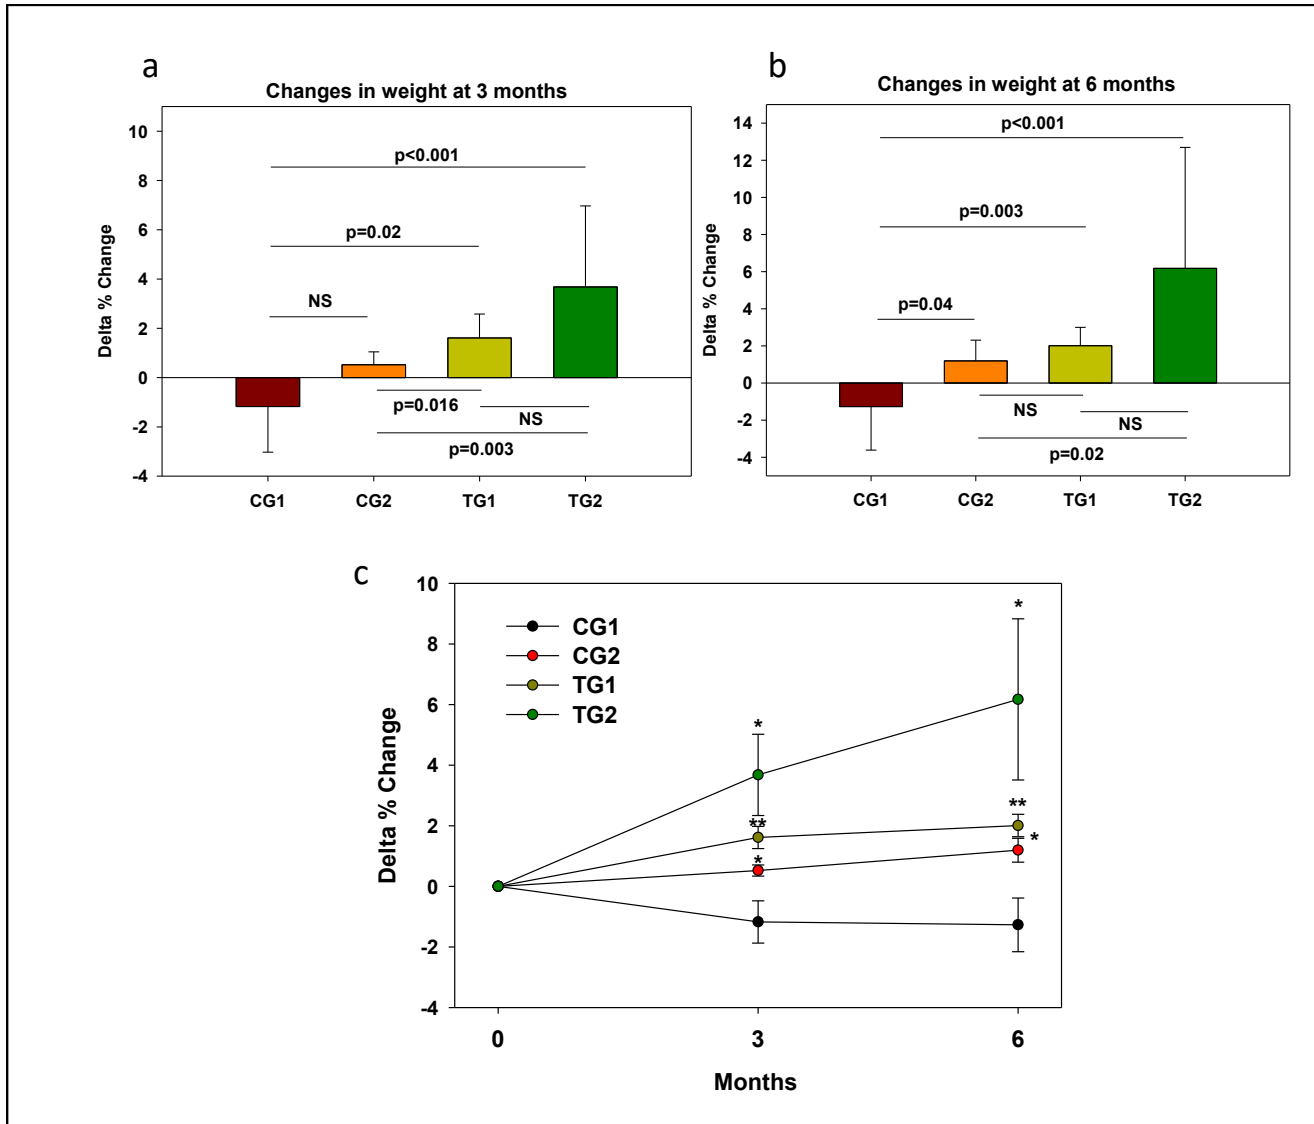 a
Changes in weight at 3 months
10
8
6
4
2
0
-2
-4
Delta % Change
p<0.001
p=0.02
NS
p=0.016
NS
p=0.003
CG1 CG2 TG1 TG2
b
Changes in weight at 6 months
14
12
10
8
6
4
2
0
-2
-4
Delta % Change
p<0.001
p=0.003
p=0.04
NS
NS
p=0.02
CG1 CG2 TG1 TG2
c
10
8
6
4
2
0
-2
-4
Delta % Change
CG1
CG2
TG1
TG2
*
*
**
**
*
*
0 3 6
Months